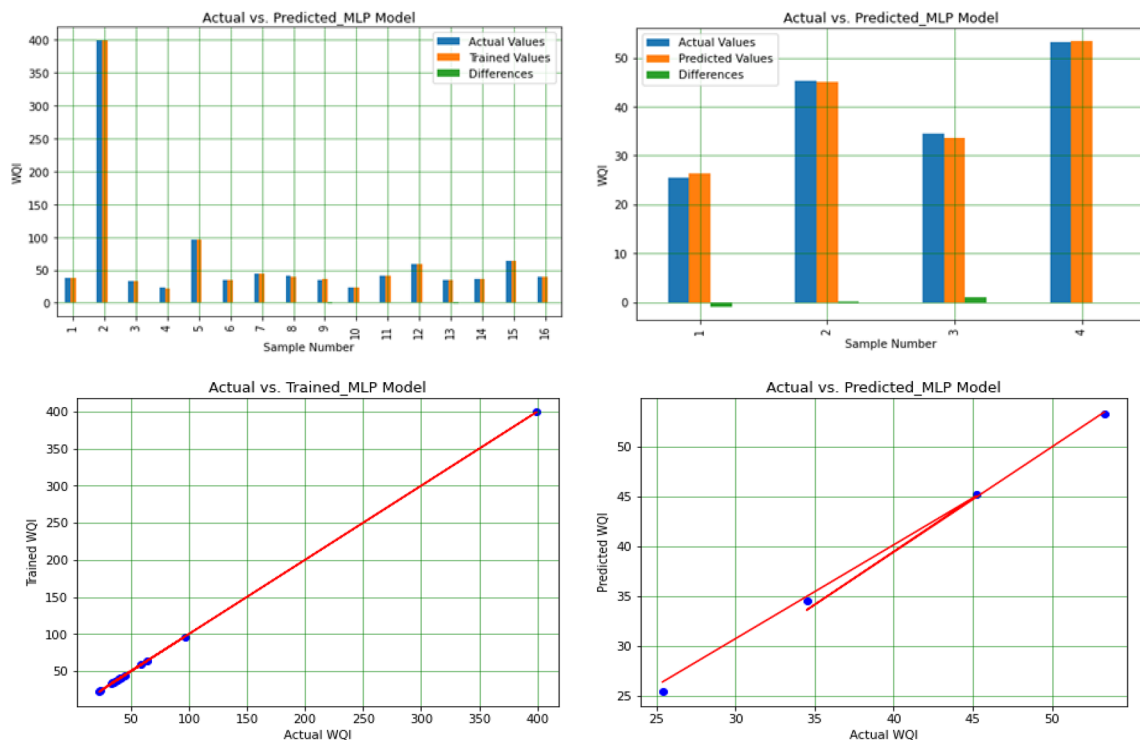 Actual vs. Predicted_MLP Model
400
350
300
250
200
150
100
50
0
WQI
Actual Values
Trained Values
Differences
1 2 3 4 5 6 7 8 9 10 11 12 13 14 15 16
Sample Number
Actual vs. Predicted_MLP Model
50
40
30
20
10
0
WQI
Actual Values
Predicted Values
Differences
1 2 3 4
Sample Number
Actual vs. Trained_MLP Model
400
350
300
250
200
150
100
50
Trained WQI
50 100 150 200 250 300 350 400
Actual WQI
Actual vs. Predicted_MLP Model
50
45
40
35
30
25
Predicted WQI
25 30 35 40 45 50
Actual WQI